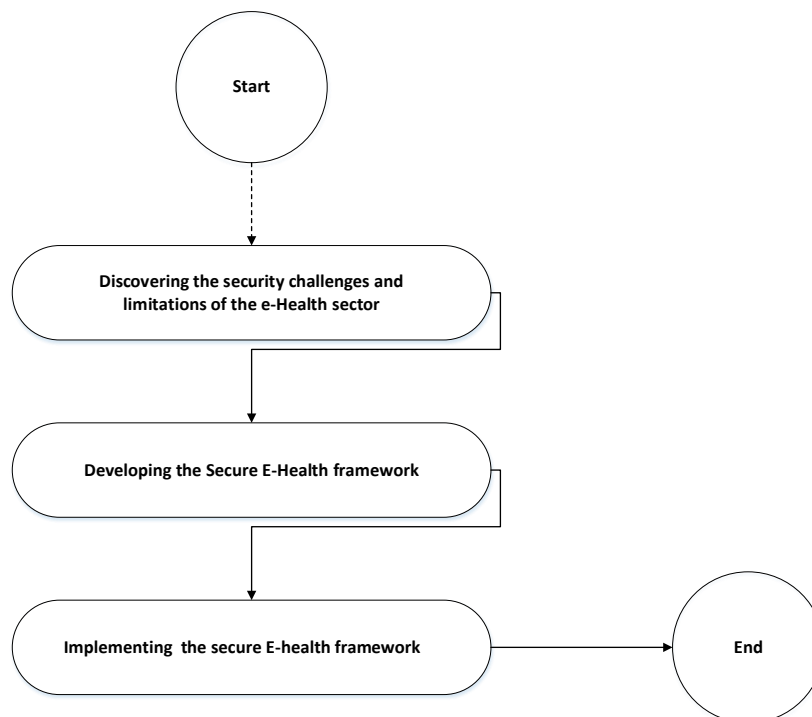 Start
Discovering the security challenges and
limitations of the e-Health sector
Developing the Secure E-Health framework
Implementing  the secure E-health framework
End